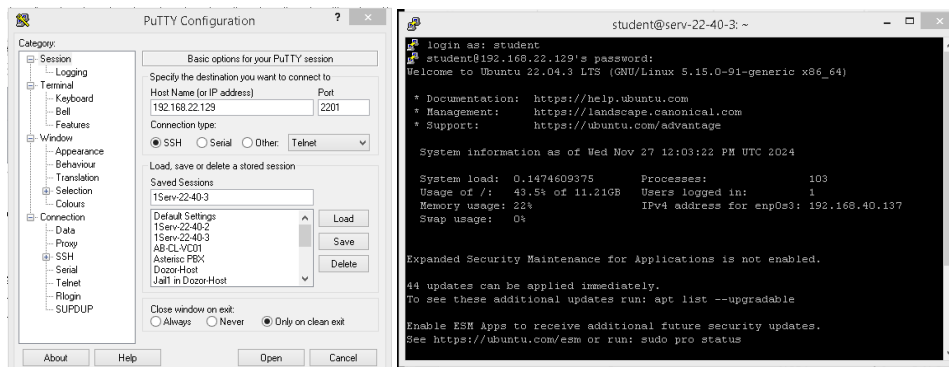 PuTTY Configuration
?
×
Category:
Session
Logging
Terminal
Keyboard
Bell
Features
Window
Appearance
Behaviour
Translation
Selection
Colours
Connection
Data
Proxy
SSH
Serial
Telnet
Rlogin
SUPDUP
Basic options for your PuTTY session
Specify the destination you want to connect to
Host Name (or IP address) Port
192.168.22.129 2201
Connection type:
SSH Serial Other: Telnet
Load, save or delete a stored session
Saved Sessions
1Serv-22-40-3
Default Settings
1Serv-22-40-2
1Serv-22-40-3
AB-CL-VC01
Asterisc PBX
Dozor-Host
Jail1 in Dozor-Host
Load
Save
Delete
Close window on exit:
Always Never Only on clean exit
About Help Open Cancel
student@serv-22-40-3: ~
login as: student
student@192.168.22.129's password:
Welcome to Ubuntu 22.04.3 LTS (GNU/Linux 5.15.0-91-generic x86_64)
* Documentation: https://help.ubuntu.com
* Management: https://landscape.canonical.com
* Support: https://ubuntu.com/advantage
System information as of Wed Nov 27 12:03:22 PM UTC 2024
System load: 0.1474609375 Processes: 103
Usage of /: 43.5% of 11.21GB Users logged in: 1
Memory usage: 22% IPv4 address for enp0s3: 192.168.40.137
Swap usage: 0%
Expanded Security Maintenance for Applications is not enabled.
44 updates can be applied immediately.
To see these additional updates run: apt list --upgradable
Enable ESM Apps to receive additional future security updates.
See https://ubuntu.com/esm or run: sudo pro status